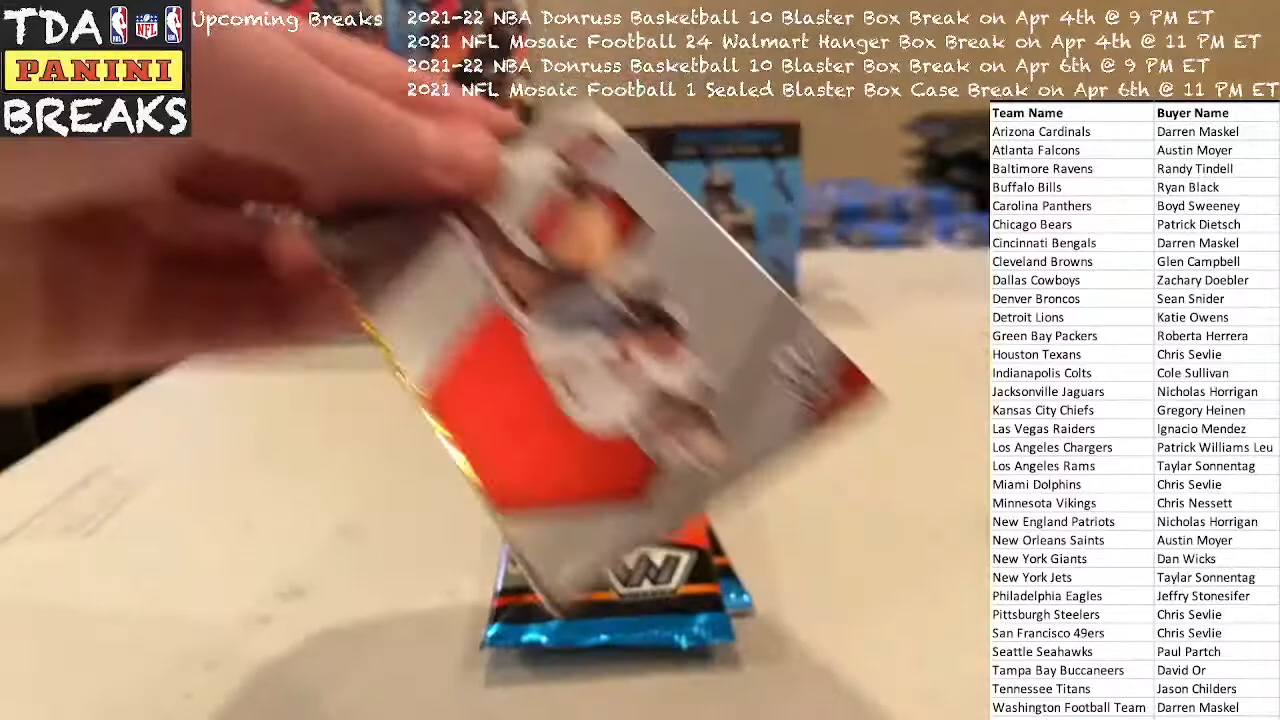 TDA
PANINI
BREAKS
Upcoming Breaks
2021-22 NBA Donruss Basketball 10 Blaster Box Break on Apr 4th @ 9 PM ET
2021 NFL Mosaic Football 24 Walmart Hanger Box Break on Apr 4th @ 11 PM ET
2021-22 NBA Donruss Basketball 10 Blaster Box Break on Apr 6th @ 9 PM ET
2021 NFL Mosaic Football 1 Sealed Blaster Box Case Break on Apr 6th @ 11 PM ET
Team Name Buyer Name
Arizona Cardinals Darren Maskel
Atlanta Falcons Austin Moyer
Baltimore Ravens Randy Tindell
Buffalo Bills Ryan Black
Carolina Panthers Boyd Sweeney
Chicago Bears Patrick Dietsch
Cincinnati Bengals Darren Maskel
Cleveland Browns Glen Campbell
Dallas Cowboys Zachary Doebler
Denver Broncos Sean Snider
Detroit Lions Katie Owens
Green Bay Packers Roberta Herrera
Houston Texans Chris Sevlie
Indianapolis Colts Cole Sullivan
Jacksonville Jaguars Nicholas Horrigan
Kansas City Chiefs Gregory Heinen
Las Vegas Raiders Ignacio Mendez
Los Angeles Chargers Patrick Williams Leu
Los Angeles Rams Taylar Sonnentag
Miami Dolphins Chris Sevlie
Minnesota Vikings Chris Nessett
New England Patriots Nicholas Horrigan
New Orleans Saints Austin Moyer
New York Giants Dan Wicks
New York Jets Taylar Sonnentag
Philadelphia Eagles Jeffry Stonesifer
Pittsburgh Steelers Chris Sevlie
San Francisco 49ers Chris Sevlie
Seattle Seahawks Paul Partch
Tampa Bay Buccaneers David Or
Tennessee Titans Jason Childers
Washington Football Team Darren Maskel